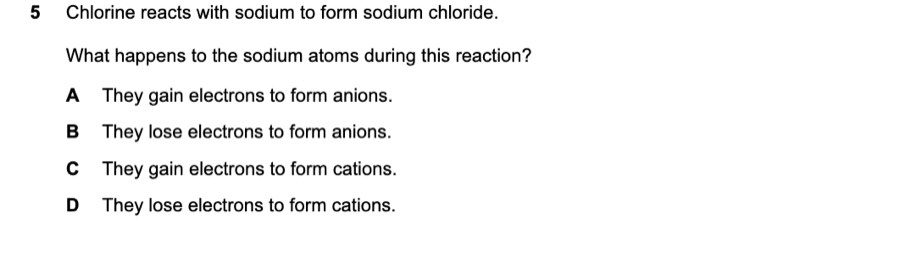 5 Chlorine reacts with sodium to form sodium chloride.
What happens to the sodium atoms during this reaction?
A They gain electrons to form anions.
B They lose electrons to form anions.
C They gain electrons to form cations.
D They lose electrons to form cations.